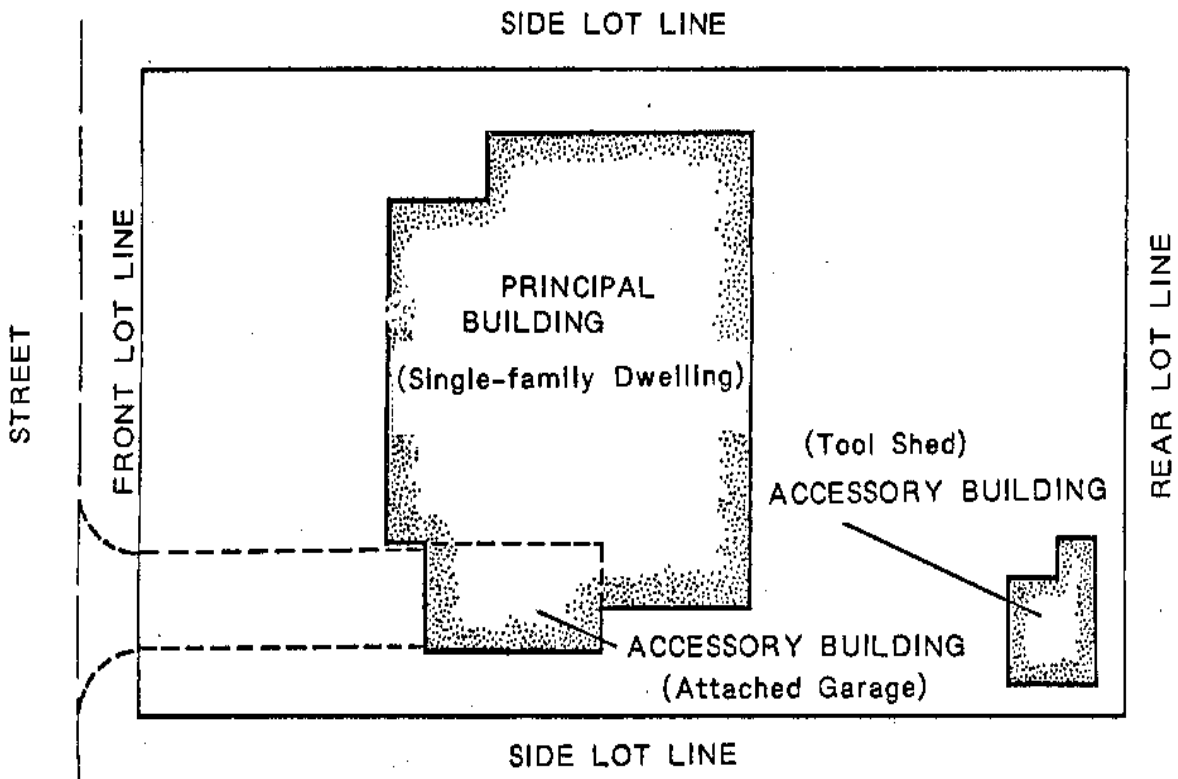 SIDE LOT LINE
STREET
FRONT LOT LINE
PRINCIPAL
BUILDING
(Single-family Dwelling)
(Tool Shed)
ACCESSORY BUILDING
REAR LOT LINE
ACCESSORY BUILDING
(Attached Garage)
SIDE LOT LINE